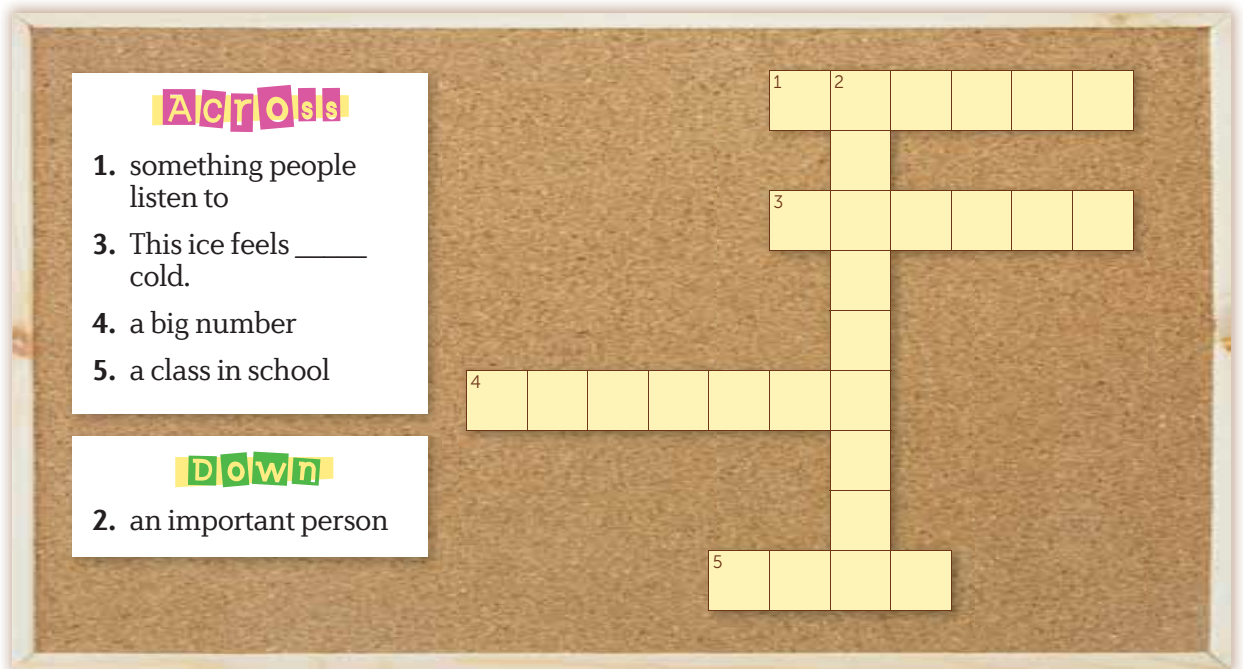 Across
1. something people
listen to
3. This ice feels _____
cold.
4. a big number
5. a class in school
Down
2. an important person
1 2
3
4
5